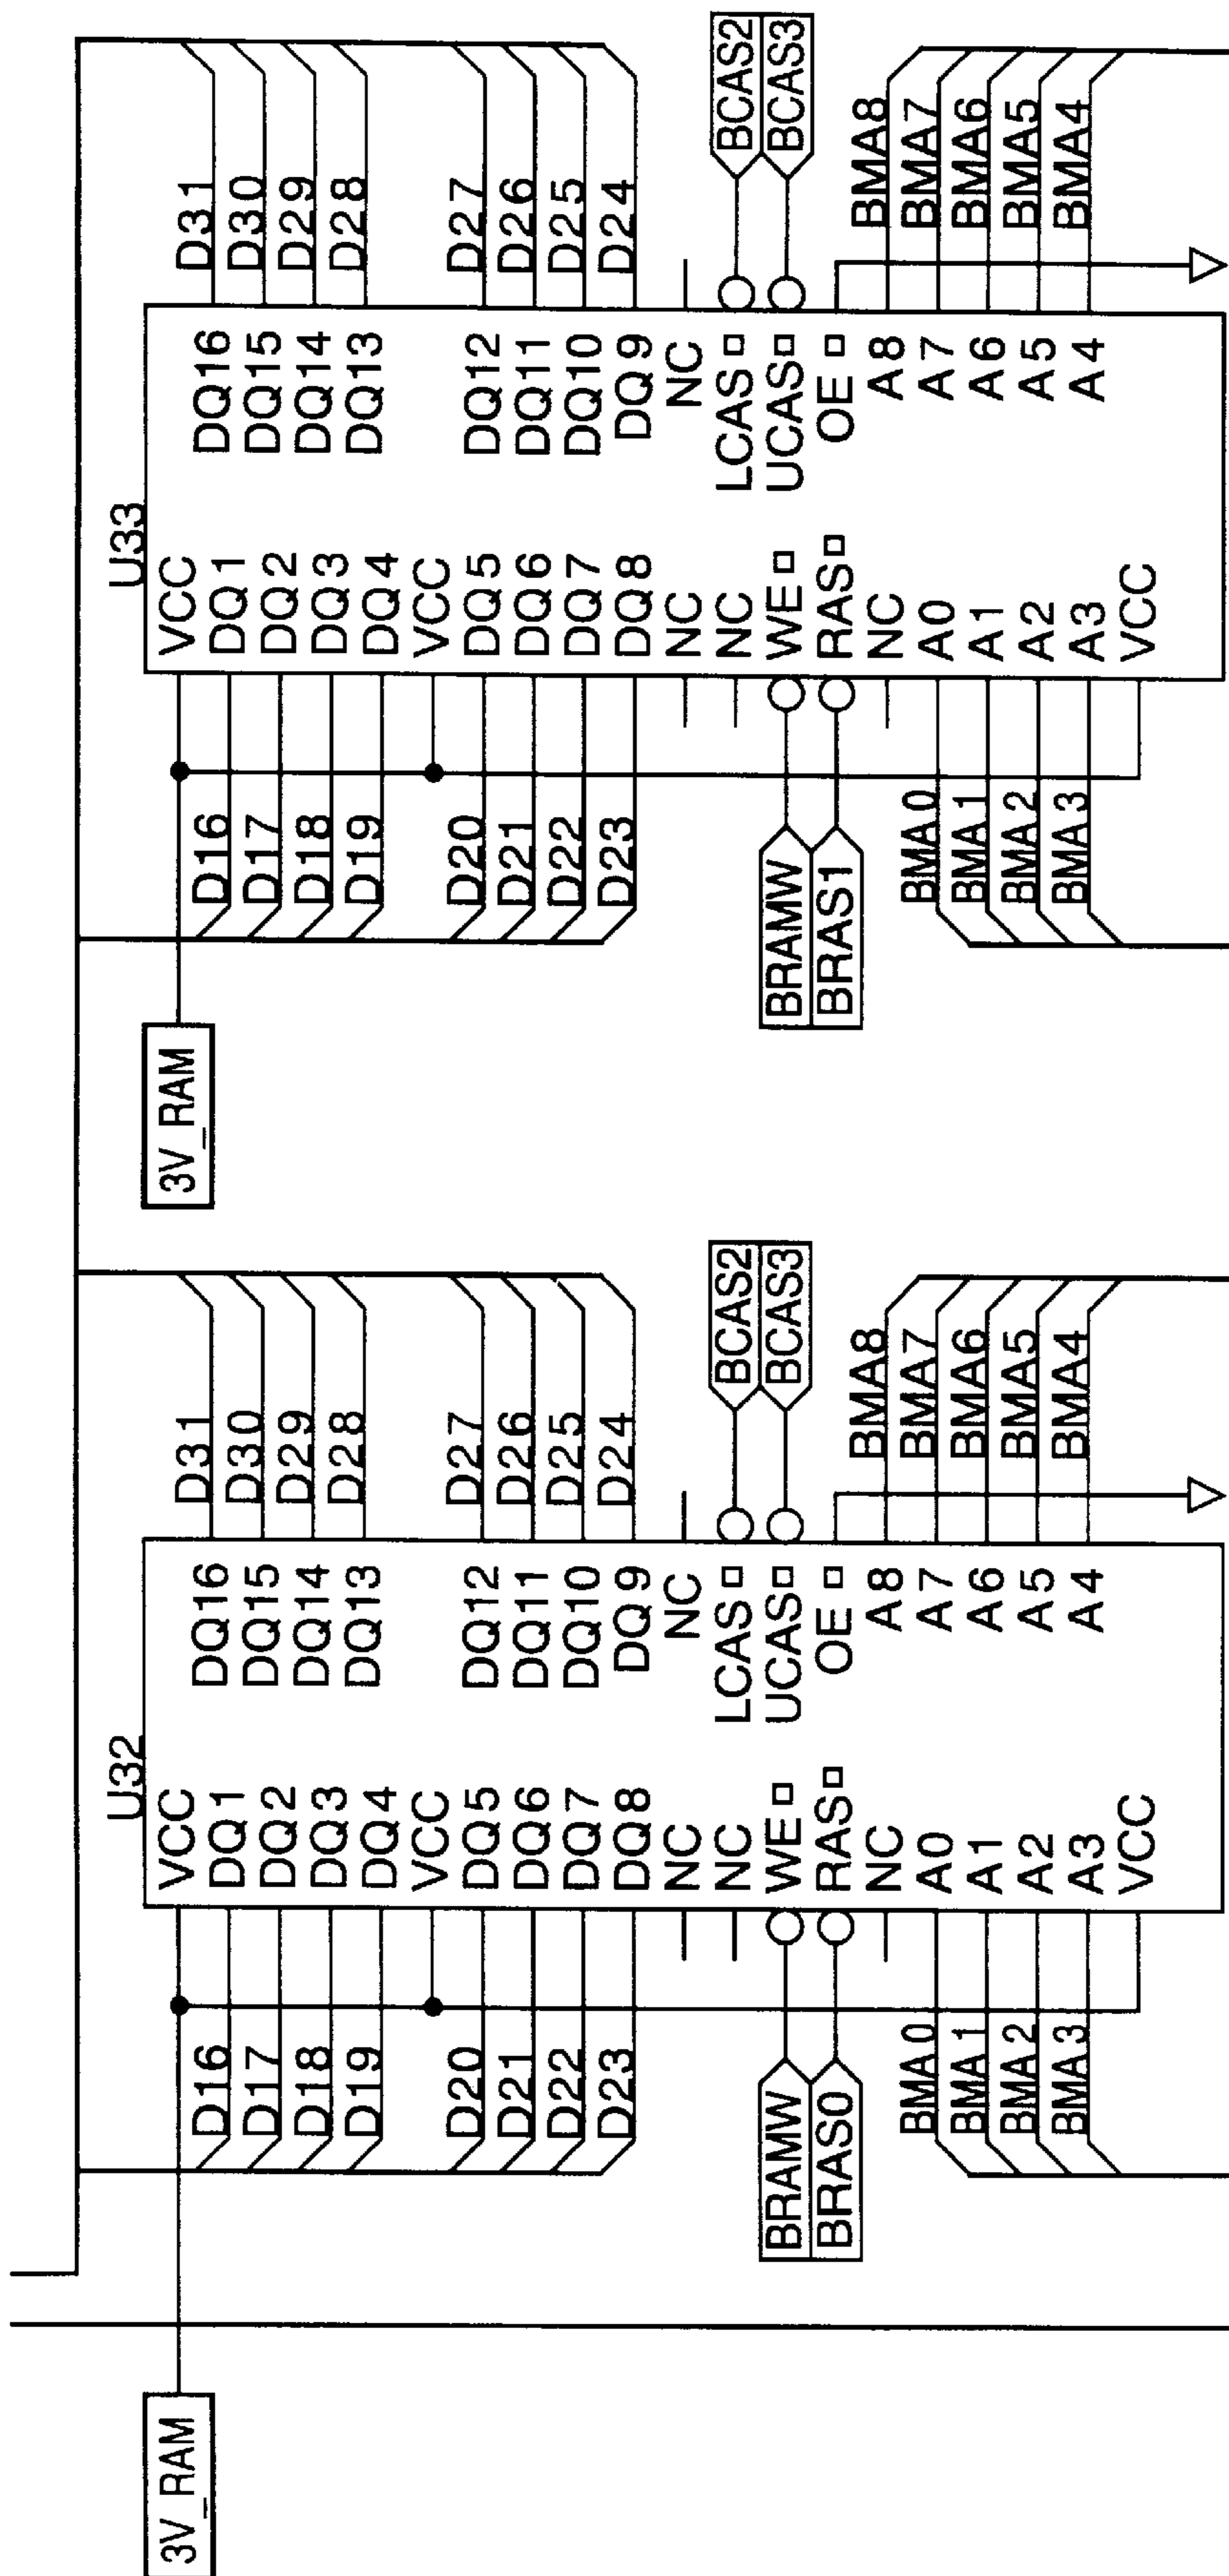 3V_RAM
U32
D16
D17
D18
D19
D20
D21
D22
D23
BRAMW
BRAS0
BMA0
BMA1
BMA2
BMA3
VCC
DQ1
DQ2
DQ3
DQ4
VCC
DQ5
DQ6
DQ7
DQ8
NC
NC
WE
RAS
NC
A0
A1
A2
A3
VCC
DQ16
DQ15
DQ14
DQ13
DQ12
DQ11
DQ10
DQ9
NC
LCAS
UCAS
OE
A8
A7
A6
A5
A4
D31
D30
D29
D28
D27
D26
D25
D24
BCAS2
BCAS3
BMA8
BMA7
BMA6
BMA5
BMA4
3V_RAM
U33
D16
D17
D18
D19
D20
D21
D22
D23
BRAMW
BRAS1
BMA0
BMA1
BMA2
BMA3
VCC
DQ1
DQ2
DQ3
DQ4
VCC
DQ5
DQ6
DQ7
DQ8
NC
NC
WE
RAS
NC
A0
A1
A2
A3
VCC
DQ16
DQ15
DQ14
DQ13
DQ12
DQ11
DQ10
DQ9
NC
LCAS
UCAS
OE
A8
A7
A6
A5
A4
D31
D30
D29
D28
D27
D26
D25
D24
BCAS2
BCAS3
BMA8
BMA7
BMA6
BMA5
BMA4